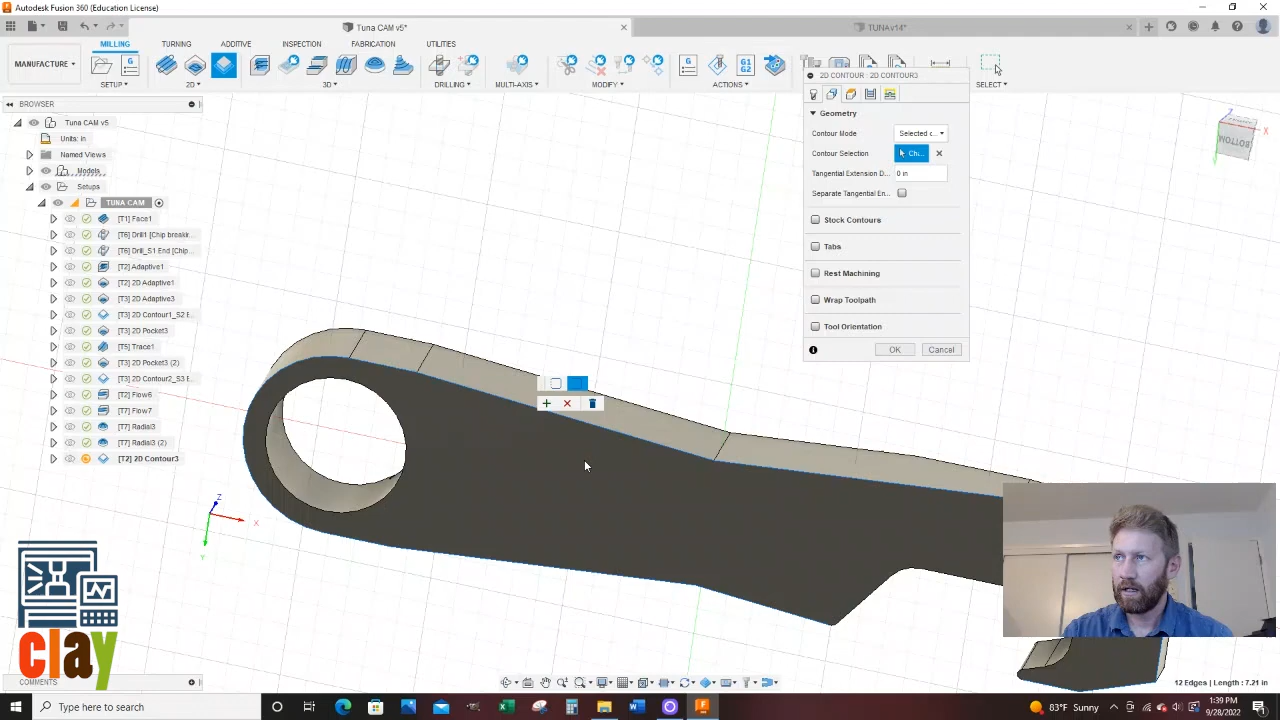 Autodesk Fusion 360 (Education License)
Tuna CAM v5*
TUNAv14*
MILLING TURNING ADDITIVE INSPECTION FABRICATION UTILITIES
MANUFACTURE
SETUP 2D 3D DRILLING MULTI-AXIS MODIFY ACTIONS SELECT
BROWSER
Tuna CAM v5
Units: in
Named Views
Models
Setups
TUNA CAM
[T1] Face1
[T6] Drill1 [Chip breaki...
[T6] Drill_S1 End [Chip...
[T2] Adaptive1
[T2] 2D Adaptive1
[T3] 2D Adaptive3
[T3] 2D Contour1_S2 E...
[T3] 2D Pocket3
[T5] Trace1
[T3] 2D Pocket3 (2)
[T3] 2D Contour2_S3 E...
[T2] Flow6
[T2] Flow7
[T7] Radial3
[T7] Radial3 (2)
[T2] 2D Contour3
2D CONTOUR : 2D CONTOUR3
Geometry
Contour Mode Selected c...
Contour Selection Ch...
Tangential Extension D... 0 in
Separate Tangential En...
Stock Contours
Tabs
Rest Machining
Wrap Toolpath
Tool Orientation
OK Cancel
Z
X
BOTTOM
Z
X
Y
clay
COMMENTS
12 Edges | Length : 7.21 in
Type here to search
83°F Sunny
1:39 PM
9/28/2022